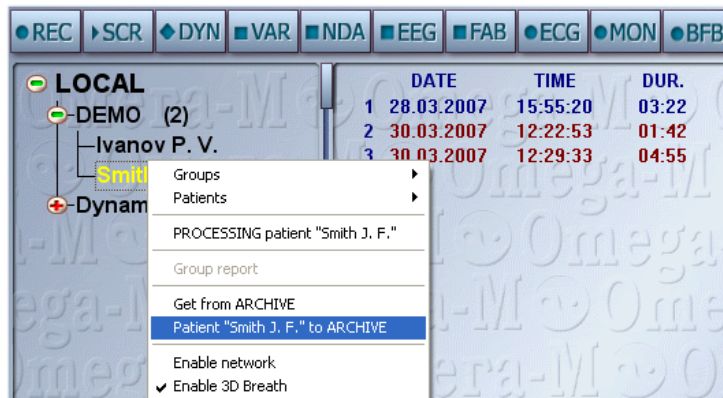 REC SCR DYN VAR NDA EEG FAB ECG MON BFB
LOCAL
DEMO (2)
Ivanov P. V.
Smith
Dynam
DATE TIME DUR.
1 28.03.2007 15:55:20 03:22
2 30.03.2007 12:22:53 01:42
3 30.03.2007 12:29:33 04:55
Groups
Patients
PROCESSING patient "Smith J. F."
Group report
Get from ARCHIVE
Patient "Smith J. F." to ARCHIVE
Enable network
Enable 3D Breath
Omega-M